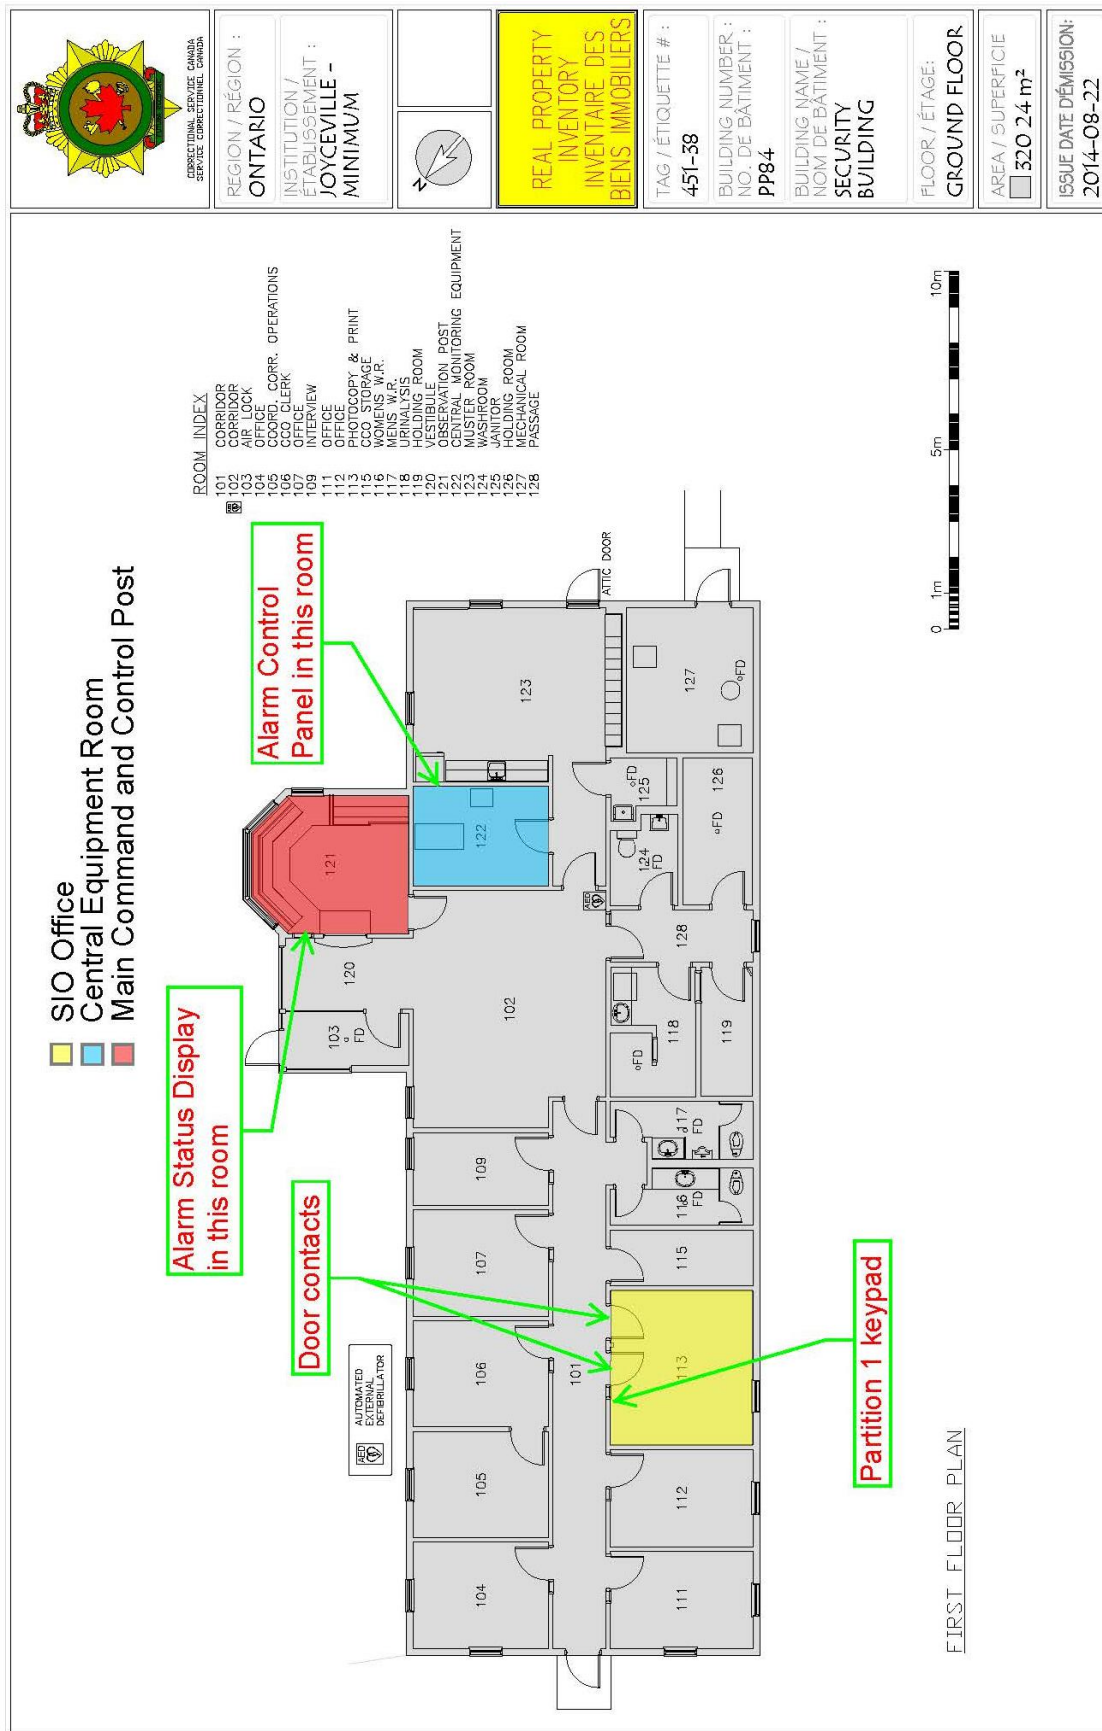 SIO Office
Central Equipment Room
Main Command and Control Post
Alarm Status Display
in this room
Alarm Control
Panel in this room
Door contacts
Partition 1 keypad
AED
AUTOMATED
EXTERNAL
DEFIBRILLATOR
ROOM INDEX
101 CORRIDOR
AED 102 CORRIDOR
103 AIR LOCK
104 OFFICE
105 COORD. CORR. OPERATIONS
106 CCO CLERK
107 OFFICE
109 INTERVIEW
111 OFFICE
112 OFFICE
113 PHOTOCOPY & PRINT
115 CCO STORAGE
116 WOMENS W.R.
117 MENS W.R.
118 URINALYSIS
119 HOLDING ROOM
120 VESTIBULE
121 OBSERVATION POST
122 CENTRAL MONITORING EQUIPMENT
123 MUSTER ROOM
124 WASHROOM
125 JANITOR
126 HOLDING ROOM
127 MECHANICAL ROOM
128 PASSAGE
103
FD
120
121
104
105
106
107
109
102
122
123
101
AED
ATTIC DOOR
111
112
113
115
116
FD
117
FD
FD
118
119
128
124
FD
125
FD
126
FD
127
FD
FIRST FLOOR PLAN
0 1m 5m 10m
CORRECTIONAL SERVICE CANADA
SERVICE CORRECTIONNEL CANADA
REGION / RÉGION :
ONTARIO
INSTITUTION /
ÉTABLISSEMENT :
JOYCEVILLE -
MINIMUM
N
REAL PROPERTY
INVENTORY
INVENTAIRE DES
BIENS IMMOBILIERS
TAG / ÉTIQUETTE # :
451-38
BUILDING NUMBER :
NO. DE BÂTIMENT :
PP84
BUILDING NAME /
NOM DE BÂTIMENT :
SECURITY
BUILDING
FLOOR / ÉTAGE:
GROUND FLOOR
AREA / SUPERFICIE
320 24 m²
ISSUE DATE D'ÉMISSION:
2014-08-22